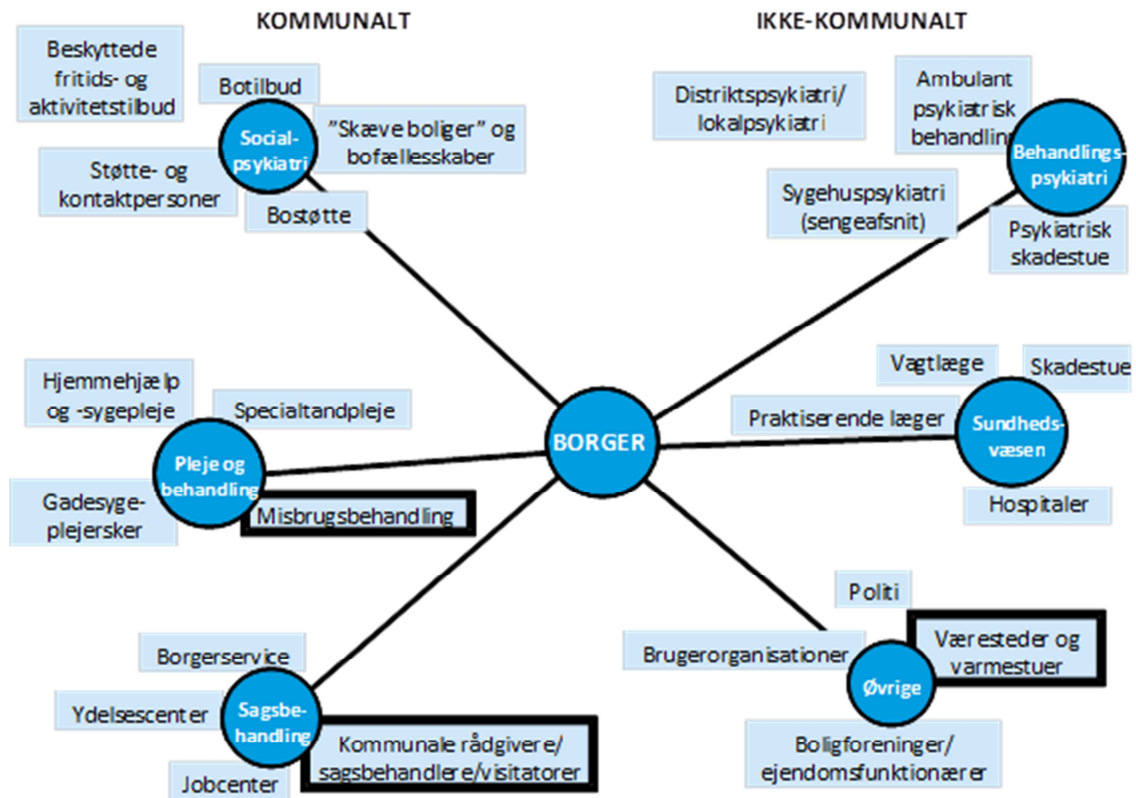 KOMMUNALT
IKKE-KOMMUNALT
Beskyttede
fritids- og
aktivitetstilbud
Botilbud
Social-
psykiatri
"Skæve boliger" og
bofællesskaber
Støtte- og
kontaktpersoner
Bostøtte
Distriktspsykiatri/
lokalpsykiatri
Ambulant
psykiatrisk
behandling
Behandlings-
psykiatri
Sygehuspsykiatri
(sengeafsnit)
Psykiatrisk
skadestue
Hjemmehjælp
og -sygepleje
Specialtandpleje
Pleje og
behandling
Gadesyge-
plejersker
Misbrugsbehandling
BORGER
Vagtlæge
Skadestue
Praktiserende læger
Sundheds-
væsen
Hospitaler
Borgerservice
Ydelsescenter
Sagsbe-
handling
Jobcenter
Kommunale rådgivere/
sagsbehandlere/visitatorer
Politi
Brugerorganisationer
Værestedder og
varmestuer
Øvrige
Boligforeninger/
ejendomsfunktionærer